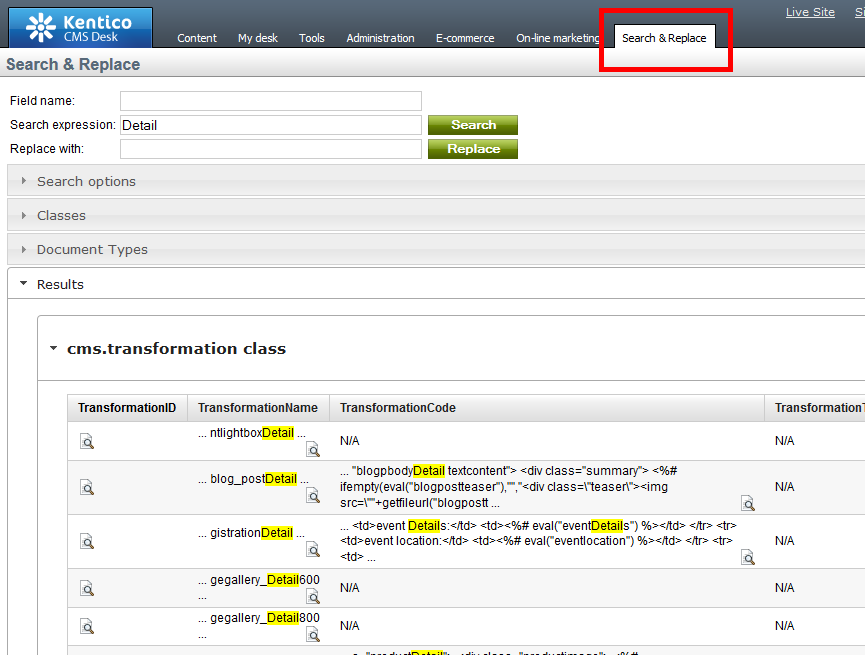 Kentico
CMS Desk
Content My desk Tools Administration E-commerce On-line marketing Search & Replace Live Site
Search & Replace
Field name:
Search expression: Detail Search
Replace with: Replace
Search options
Classes
Document Types
Results
cms.transformation class
TransformationID TransformationName TransformationCode TransformationT
... ntlightboxDetail ... N/A N/A
... blog_postDetail ... ... "blogpbodyDetail textcontent"> <div class="summary"> <%#
ifempty(eval("blogpostteaser"),"","<div class=\"teaser\"><img
src=\""+getfileurl("blogpostt ...
N/A
... gistrationDetail ... ... <td>event Details:</td> <td><%# eval("eventDetails") %></td> </tr> <tr>
<td>event location:</td> <td><%# eval("eventlocation") %></td> </tr> <tr>
<td> ...
N/A
... gegallery_Detail600
...
N/A N/A
... gegallery_Detail800
...
N/A N/A